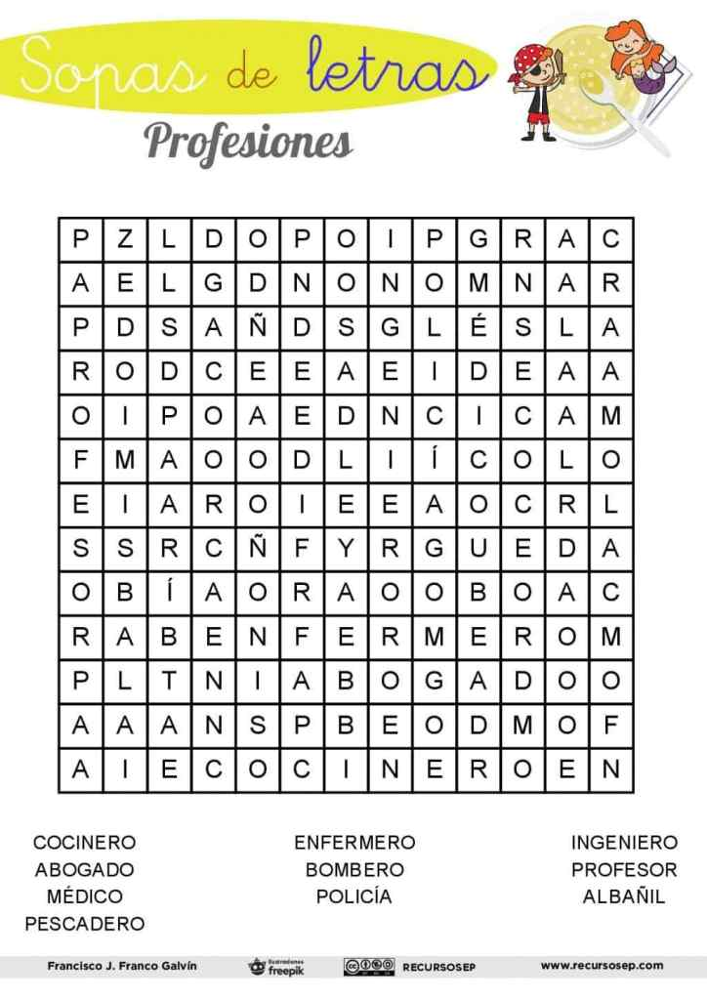 Sopas de letras
Profesiones
P Z L D O P O I P G R A C
A E L G D N O N O M N A R
P D S A Ñ D S G L É S L A
R O D C E E A E I D E A A
O I P O A E D N C I C A M
F M A O O D L I Í C O L O
E I A R O I E E A O C R L
S S R C Ñ F Y R G U E D A
O B Í A O R A O O B O A C
R A B E N F E R M E R O M
P L T N I A B O G A D O O
A A A N S P B E O D M O F
A I E C O C I N E R O E N
COCINERO ENFERMERO INGENIERO
ABOGADO BOMBERO PROFESOR
MÉDICO POLICÍA ALBAÑIL
PESCADERO
Francisco J. Franco Galvín ilustraciones freepik RECURSOSEP www.recursosep.com